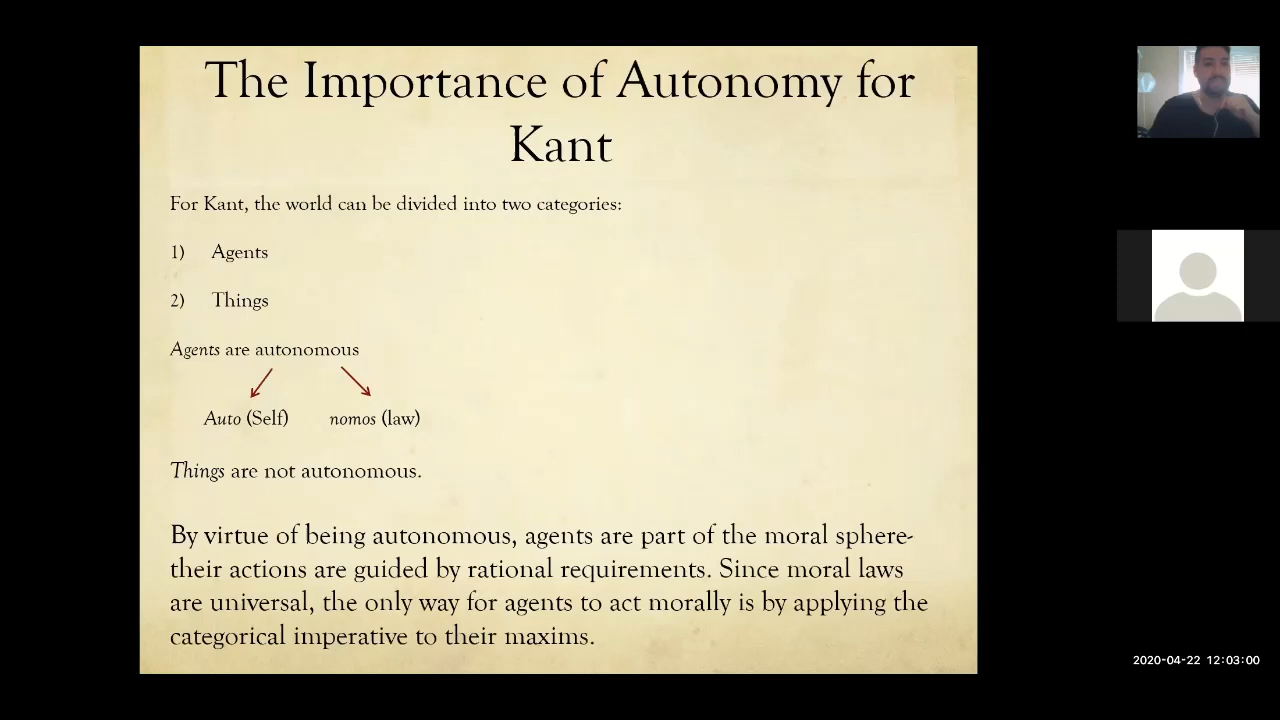 The Importance of Autonomy for
Kant
For Kant, the world can be divided into two categories:
1) Agents
2) Things
Agents are autonomous
Auto (Self) nomos (law)
Things are not autonomous.
By virtue of being autonomous, agents are part of the moral sphere-
their actions are guided by rational requirements. Since moral laws
are universal, the only way for agents to act morally is by applying the
categorical imperative to their maxims.
2020-04-22 12:03:00